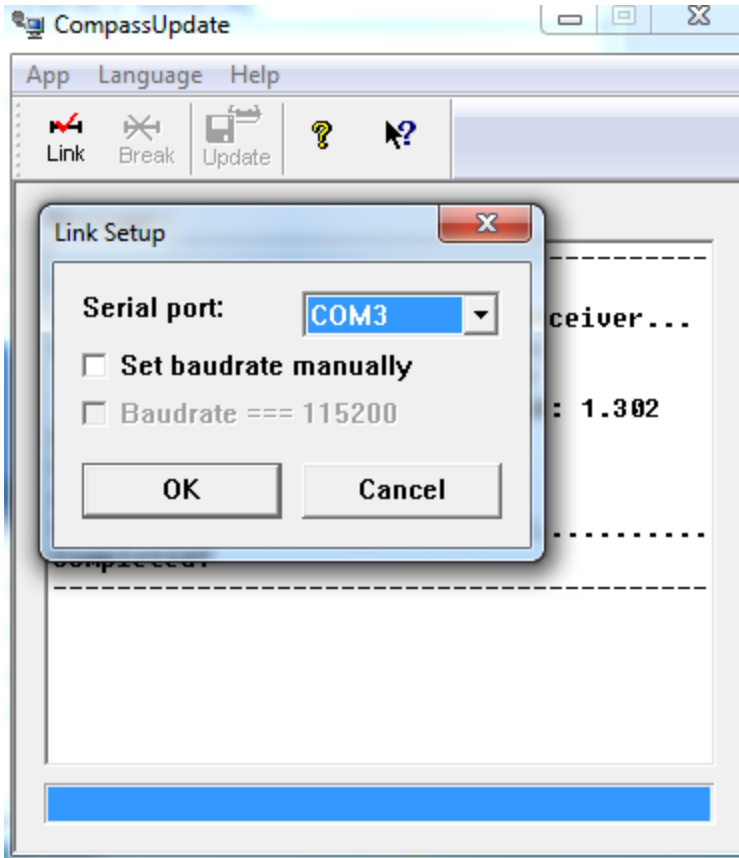 CompassUpdate
App Language Help
Link Break Update
Link Setup
Serial port: COM3
ceiver...
Set baudrate manually
Baudrate === 115200
: 1.302
OK Cancel
..........
Completed!